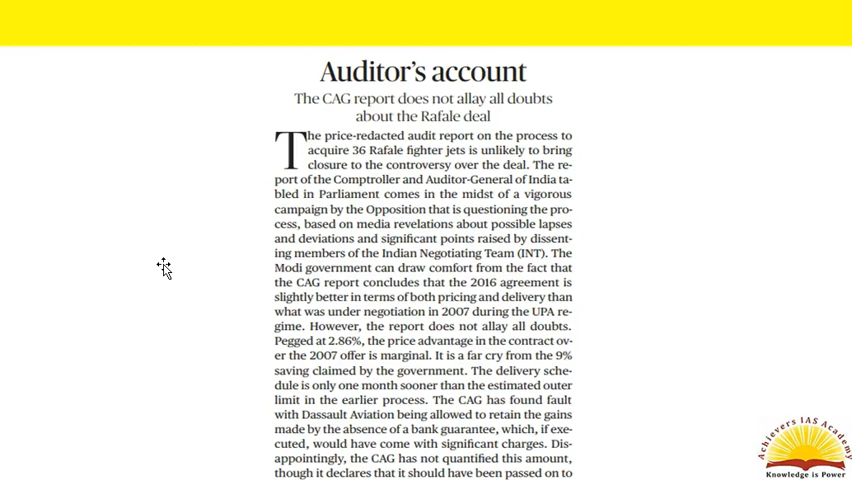 Auditor's account
The CAG report does not allay all doubts
about the Rafale deal
The price-redacted audit report on the process to
acquire 36 Rafale fighter jets is unlikely to bring
closure to the controversy over the deal. The re-
port of the Comptroller and Auditor-General of India ta-
bled in Parliament comes in the midst of a vigorous
campaign by the Opposition that is questioning the pro-
cess, based on media revelations about possible lapses
and deviations and significant points raised by dissent-
ing members of the Indian Negotiating Team (INT). The
Modi government can draw comfort from the fact that
the CAG report concludes that the 2016 agreement is
slightly better in terms of both pricing and delivery than
what was under negotiation in 2007 during the UPA re-
gime. However, the report does not allay all doubts.
Pegged at 2.86%, the price advantage in the contract ov-
er the 2007 offer is marginal. It is a far cry from the 9%
saving claimed by the government. The delivery sche-
dule is only one month sooner than the estimated outer
limit in the earlier process. The CAG has found fault
with Dassault Aviation being allowed to retain the gains
made by the absence of a bank guarantee, which, if exe-
cuted, would have come with significant charges. Dis-
appointingly, the CAG has not quantified this amount,
though it declares that it should have been passed on to
Achievers IAS Academy
Knowledge is Power